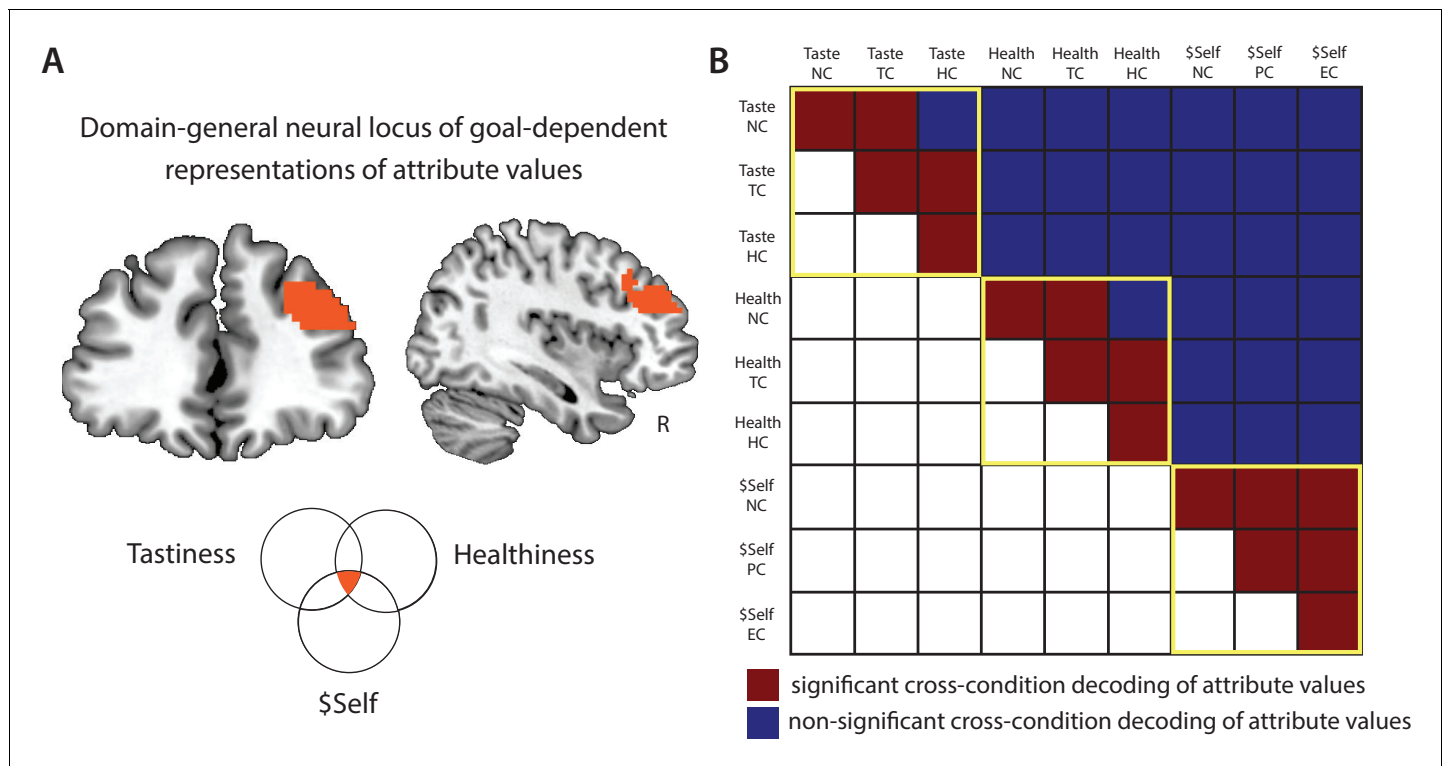 A
Domain-general neural locus of goal-dependent
representations of attribute values
R
Tastiness
Healthiness
$Self
B
Taste NC
Taste TC
Taste HC
Health NC
Health TC
Health HC
$Self NC
$Self PC
$Self EC
Taste
NC
Taste
TC
Taste
HC
Health
NC
Health
TC
Health
HC
$Self
NC
$Self
PC
$Self
EC
significant cross-condition decoding of attribute values
non-significant cross-condition decoding of attribute values